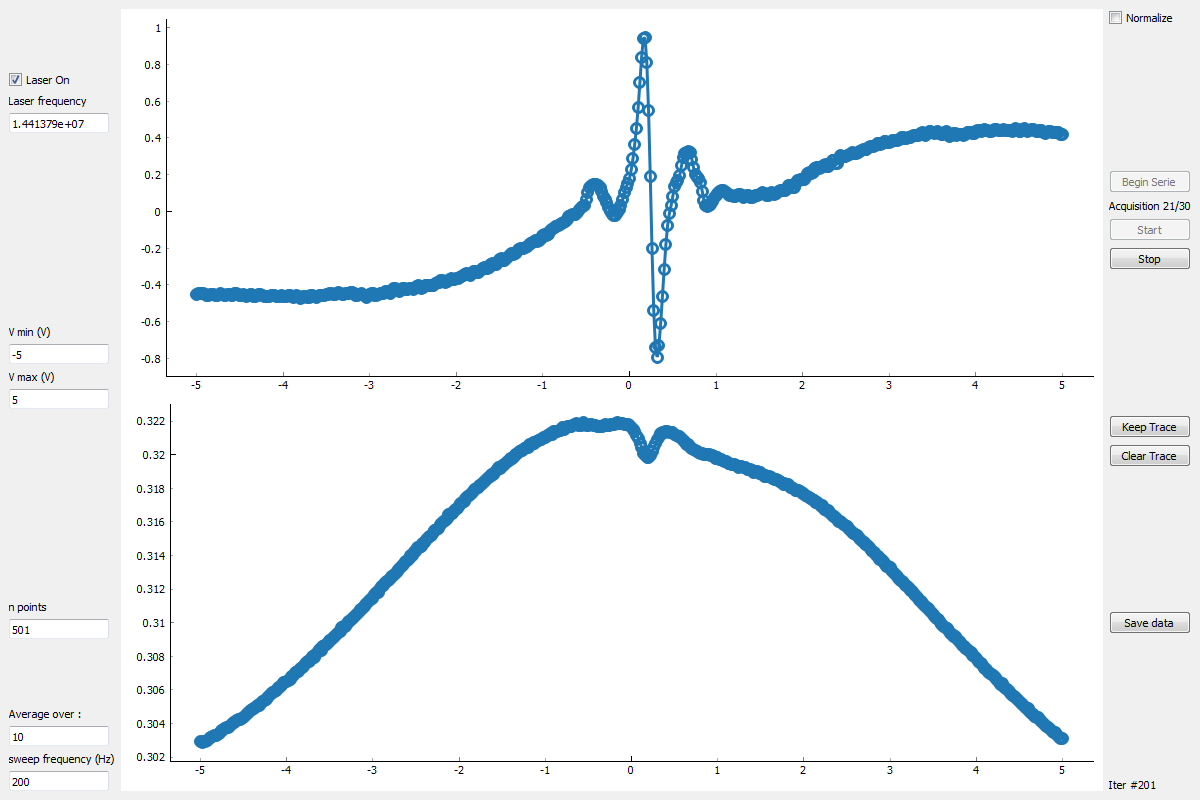 Laser On
Laser frequency
1.441379e+07
V min (V)
-5
V max (V)
5
n points
501
Average over :
10
sweep frequency (Hz)
200
1
0.8
0.6
0.4
0.2
0
-0.2
-0.4
-0.6
-0.8
-5 -4 -3 -2 -1 0 1 2 3 4 5
0.322
0.32
0.318
0.316
0.314
0.312
0.31
0.308
0.306
0.304
0.302
-5 -4 -3 -2 -1 0 1 2 3 4 5
Normalize
Begin Serie
Acquisition 21/30
Start
Stop
Keep Trace
Clear Trace
Save data
Iter #201